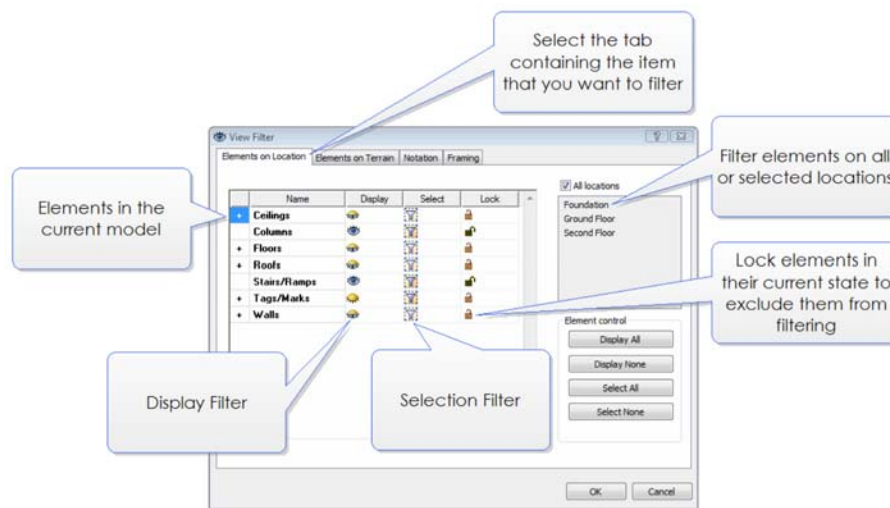 Select the tab
containing the item
that you want to filter
View Filter
Elements on Location Elements on Terrain Notation Framing
Filter elements on all
or selected locations
All locations
Foundation
Ground Floor
Second Floor
Elements in the
current model
Name Display Select Lock
+ Ceilings
Columns
+ Floors
+ Roofs
Stairs/Ramps
+ Tags/Marks
+ Walls
Lock elements in
their current state to
exclude them from
filtering
Element control
Display All
Display None
Select All
Select None
Display Filter
Selection Filter
OK Cancel